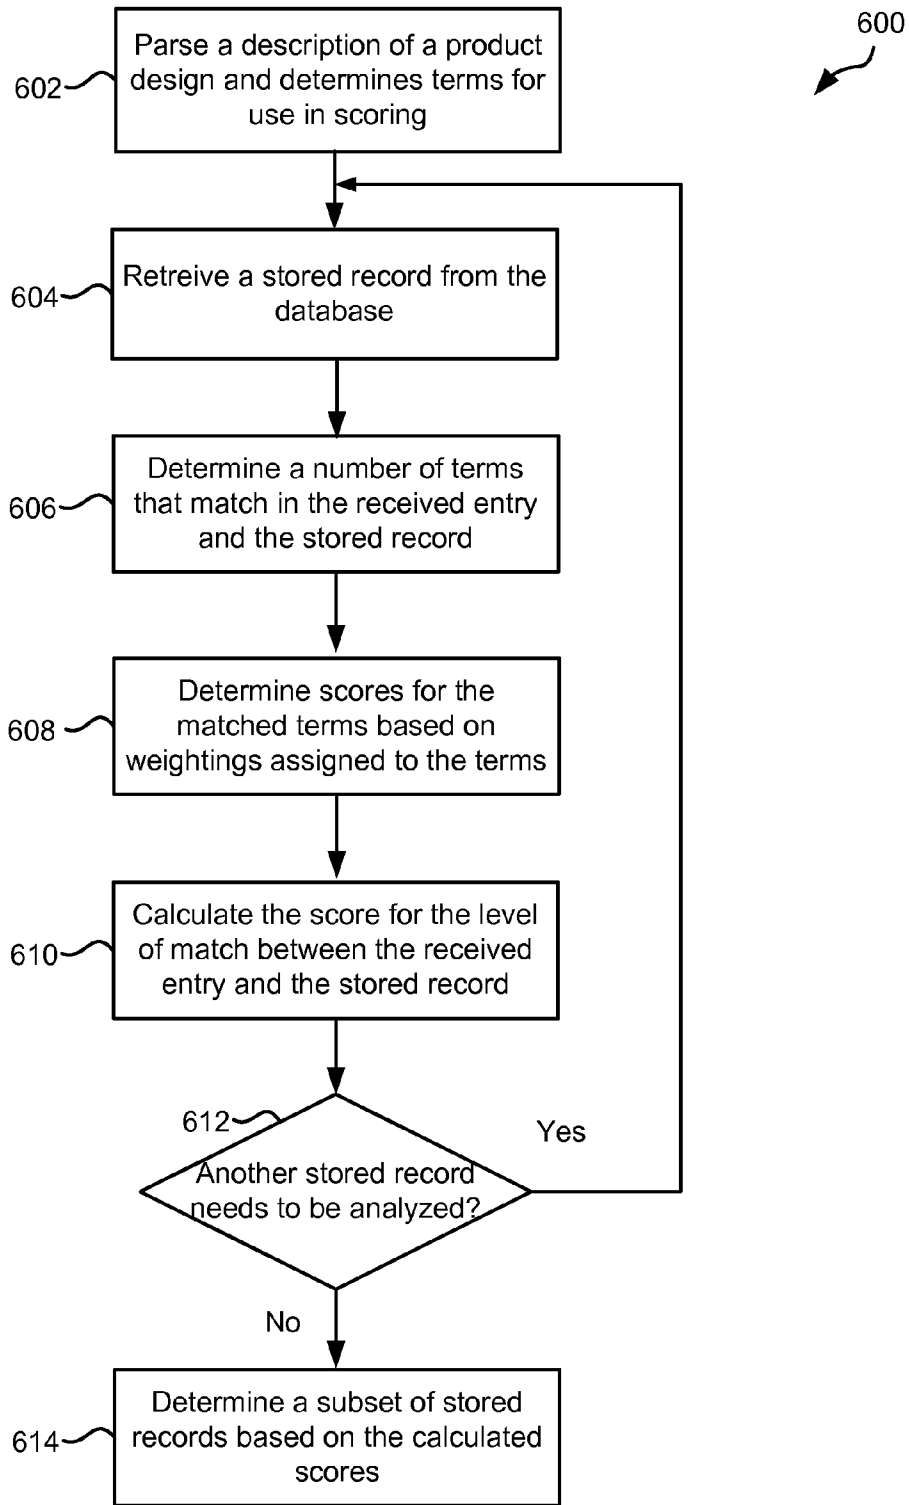 600
Parse a description of a product
design and determines terms for
use in scoring
602
Retreive a stored record from the
database
604
Determine a number of terms
that match in the received entry
and the stored record
606
Determine scores for the
matched terms based on
weightings assigned to the terms
608
Calculate the score for the level
of match between the received
entry and the stored record
610
612
Yes
Another stored record
needs to be analyzed?
No
Determine a subset of stored
records based on the calculated
scores
614